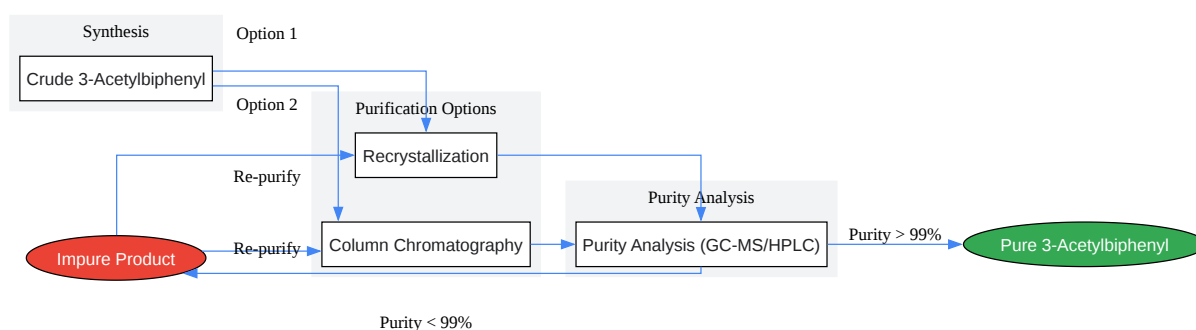 Synthesis
Option 1
Crude 3-Acetylbiphenyl
Option 2
Purification Options
Recrystallization
Re-purify
Purity Analysis
Column Chromatography
Purity Analysis (GC-MS/HPLC)
Purity > 99%
Pure 3-Acetylbiphenyl
Re-purify
Impure Product
Purity < 99%